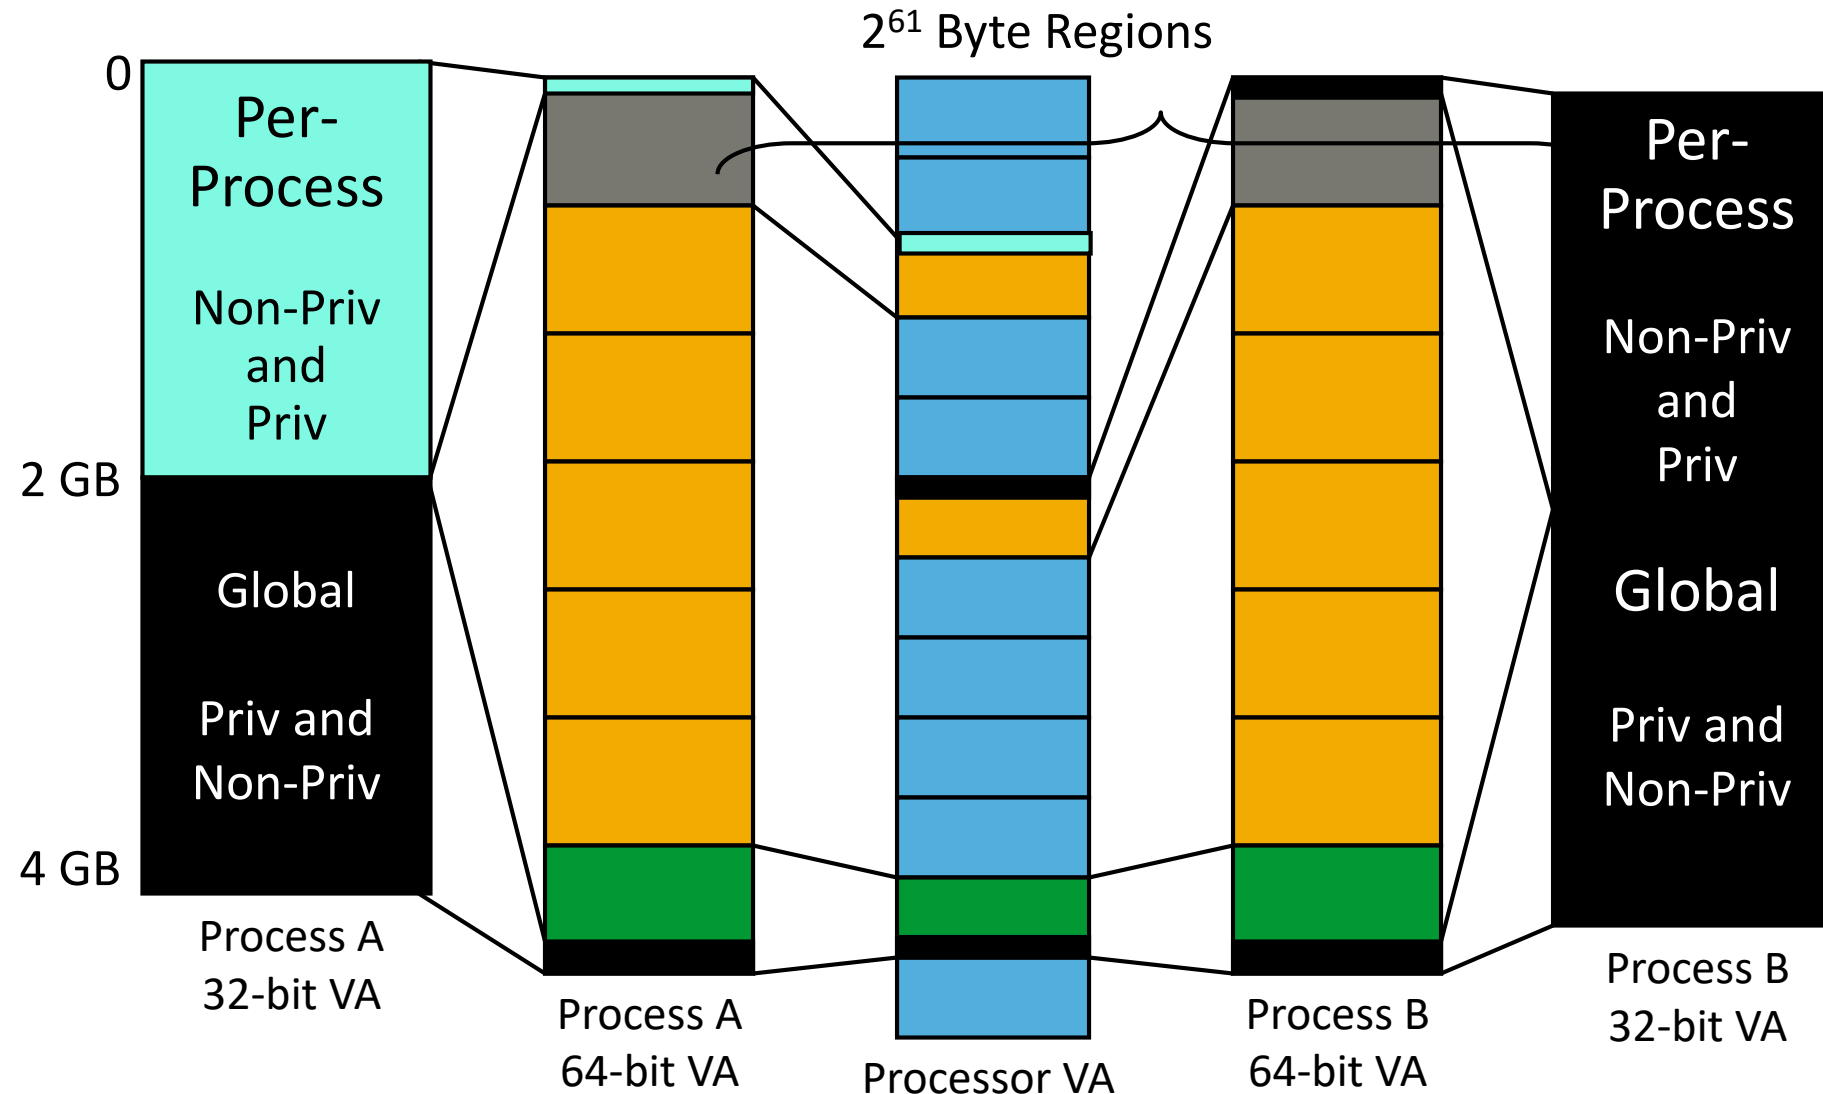 2⁶¹ Byte Regions
0
Per-
Process
Non-Priv
and
Priv
2 GB
Global
Priv and
Non-Priv
4 GB
Process A
32-bit VA
Process A
64-bit VA
Processor VA
Process B
64-bit VA
Per-
Process
Non-Priv
and
Priv
Global
Priv and
Non-Priv
Process B
32-bit VA